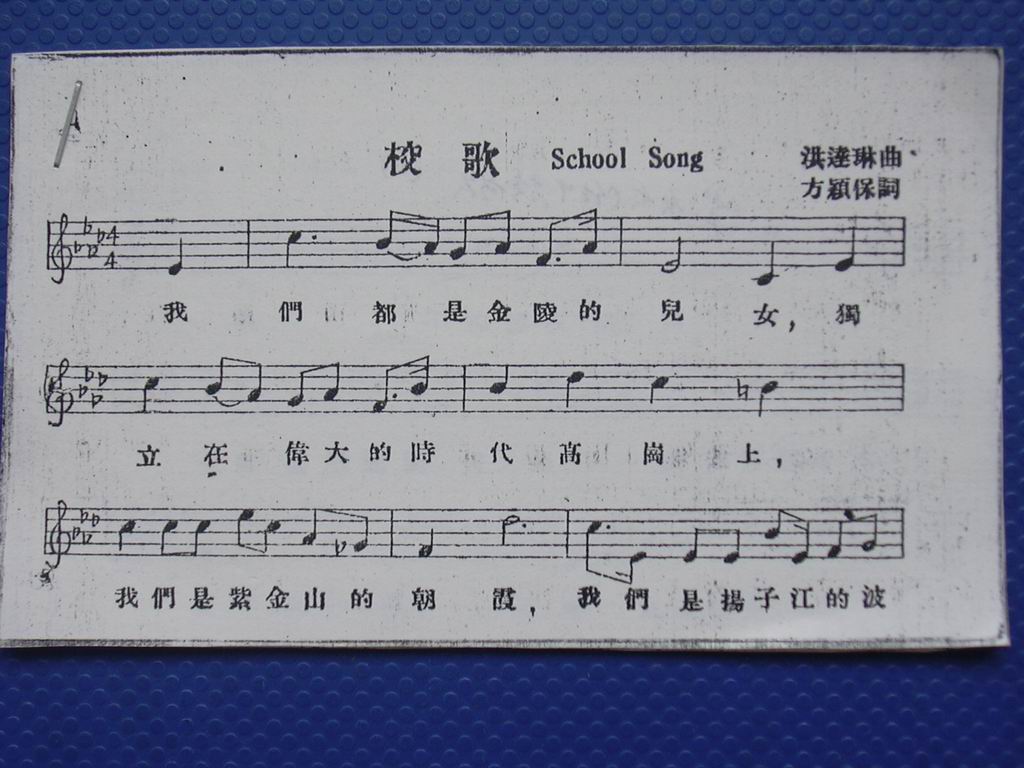 校歌 School Song 洪達琳曲
方穎保詞
4
4
我們都是金陵的兒女,獨
立在偉大的時代高崗上,
我們是紫金山的朝霞,我們是揚子江的波